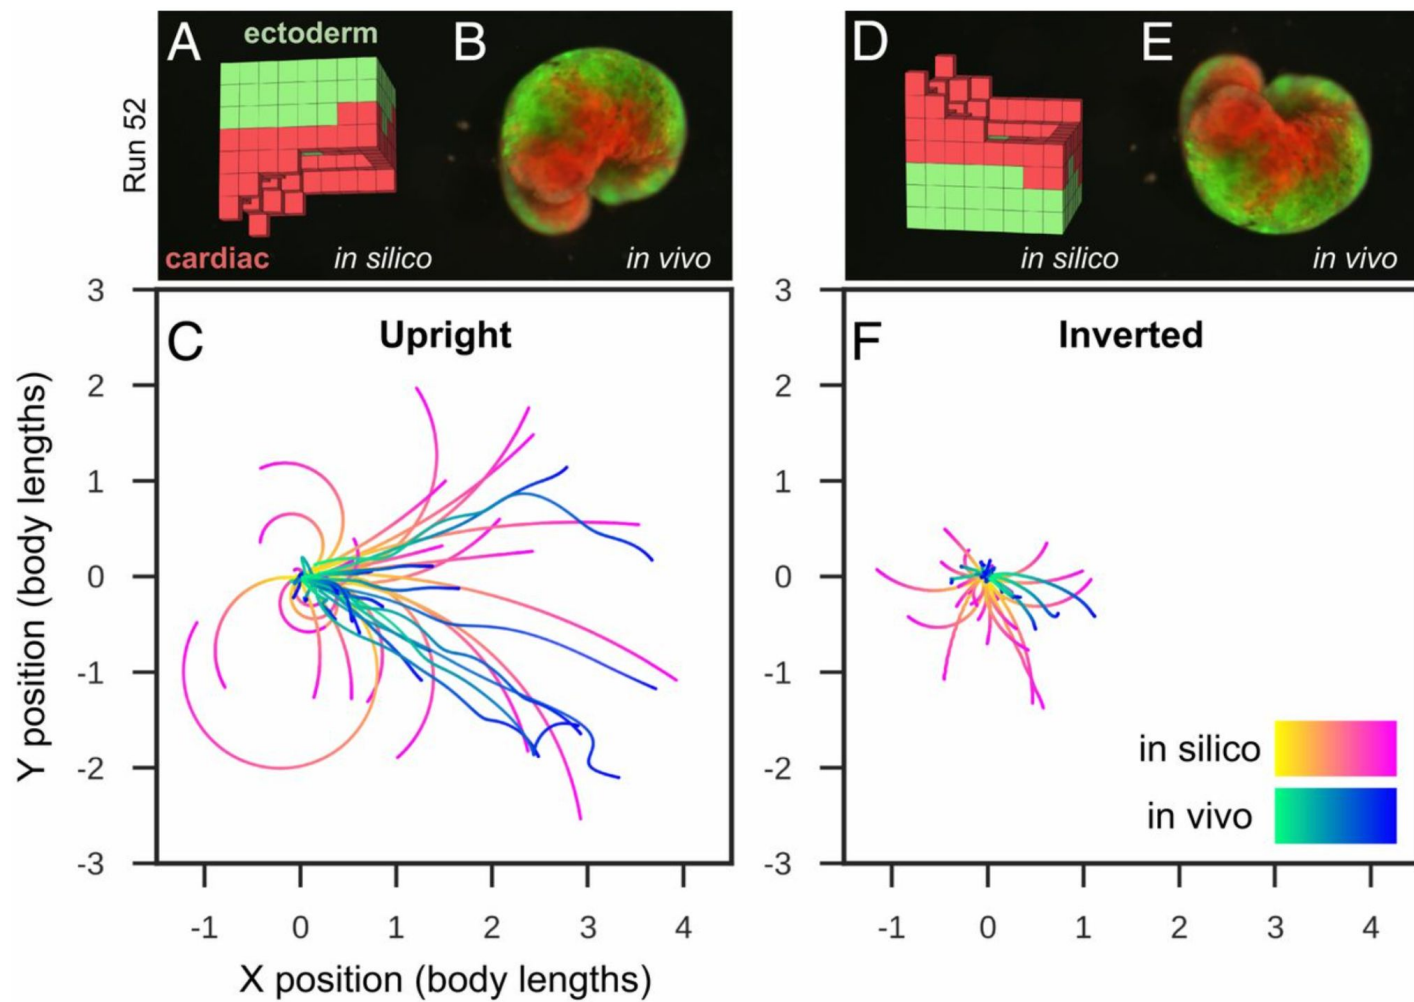 A
ectoderm
B
Run 52
cardiac
in silico
in vivo
D
E
in silico
in vivo
C
Upright
3
2
1
0
-1
-2
-3
Y position (body lengths)
-1
0
1
2
3
4
X position (body lengths)
F
Inverted
3
2
1
0
-1
-2
-3
in silico
in vivo
-1
0
1
2
3
4